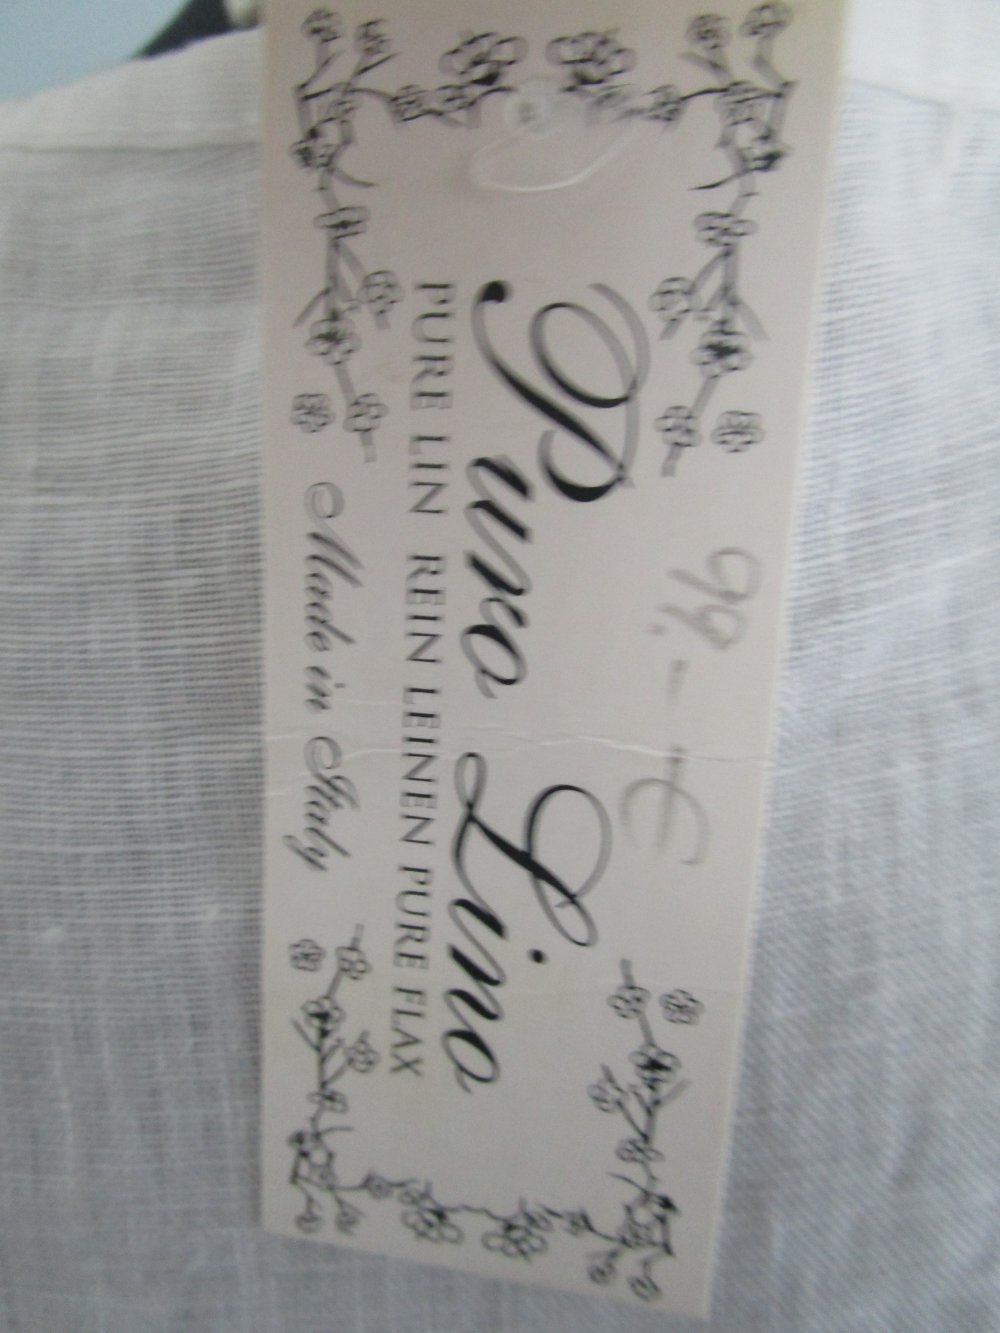 99.-€
Puro Lino
PURE LIN REIN LEINEN PURE FLAX
Made in Italy